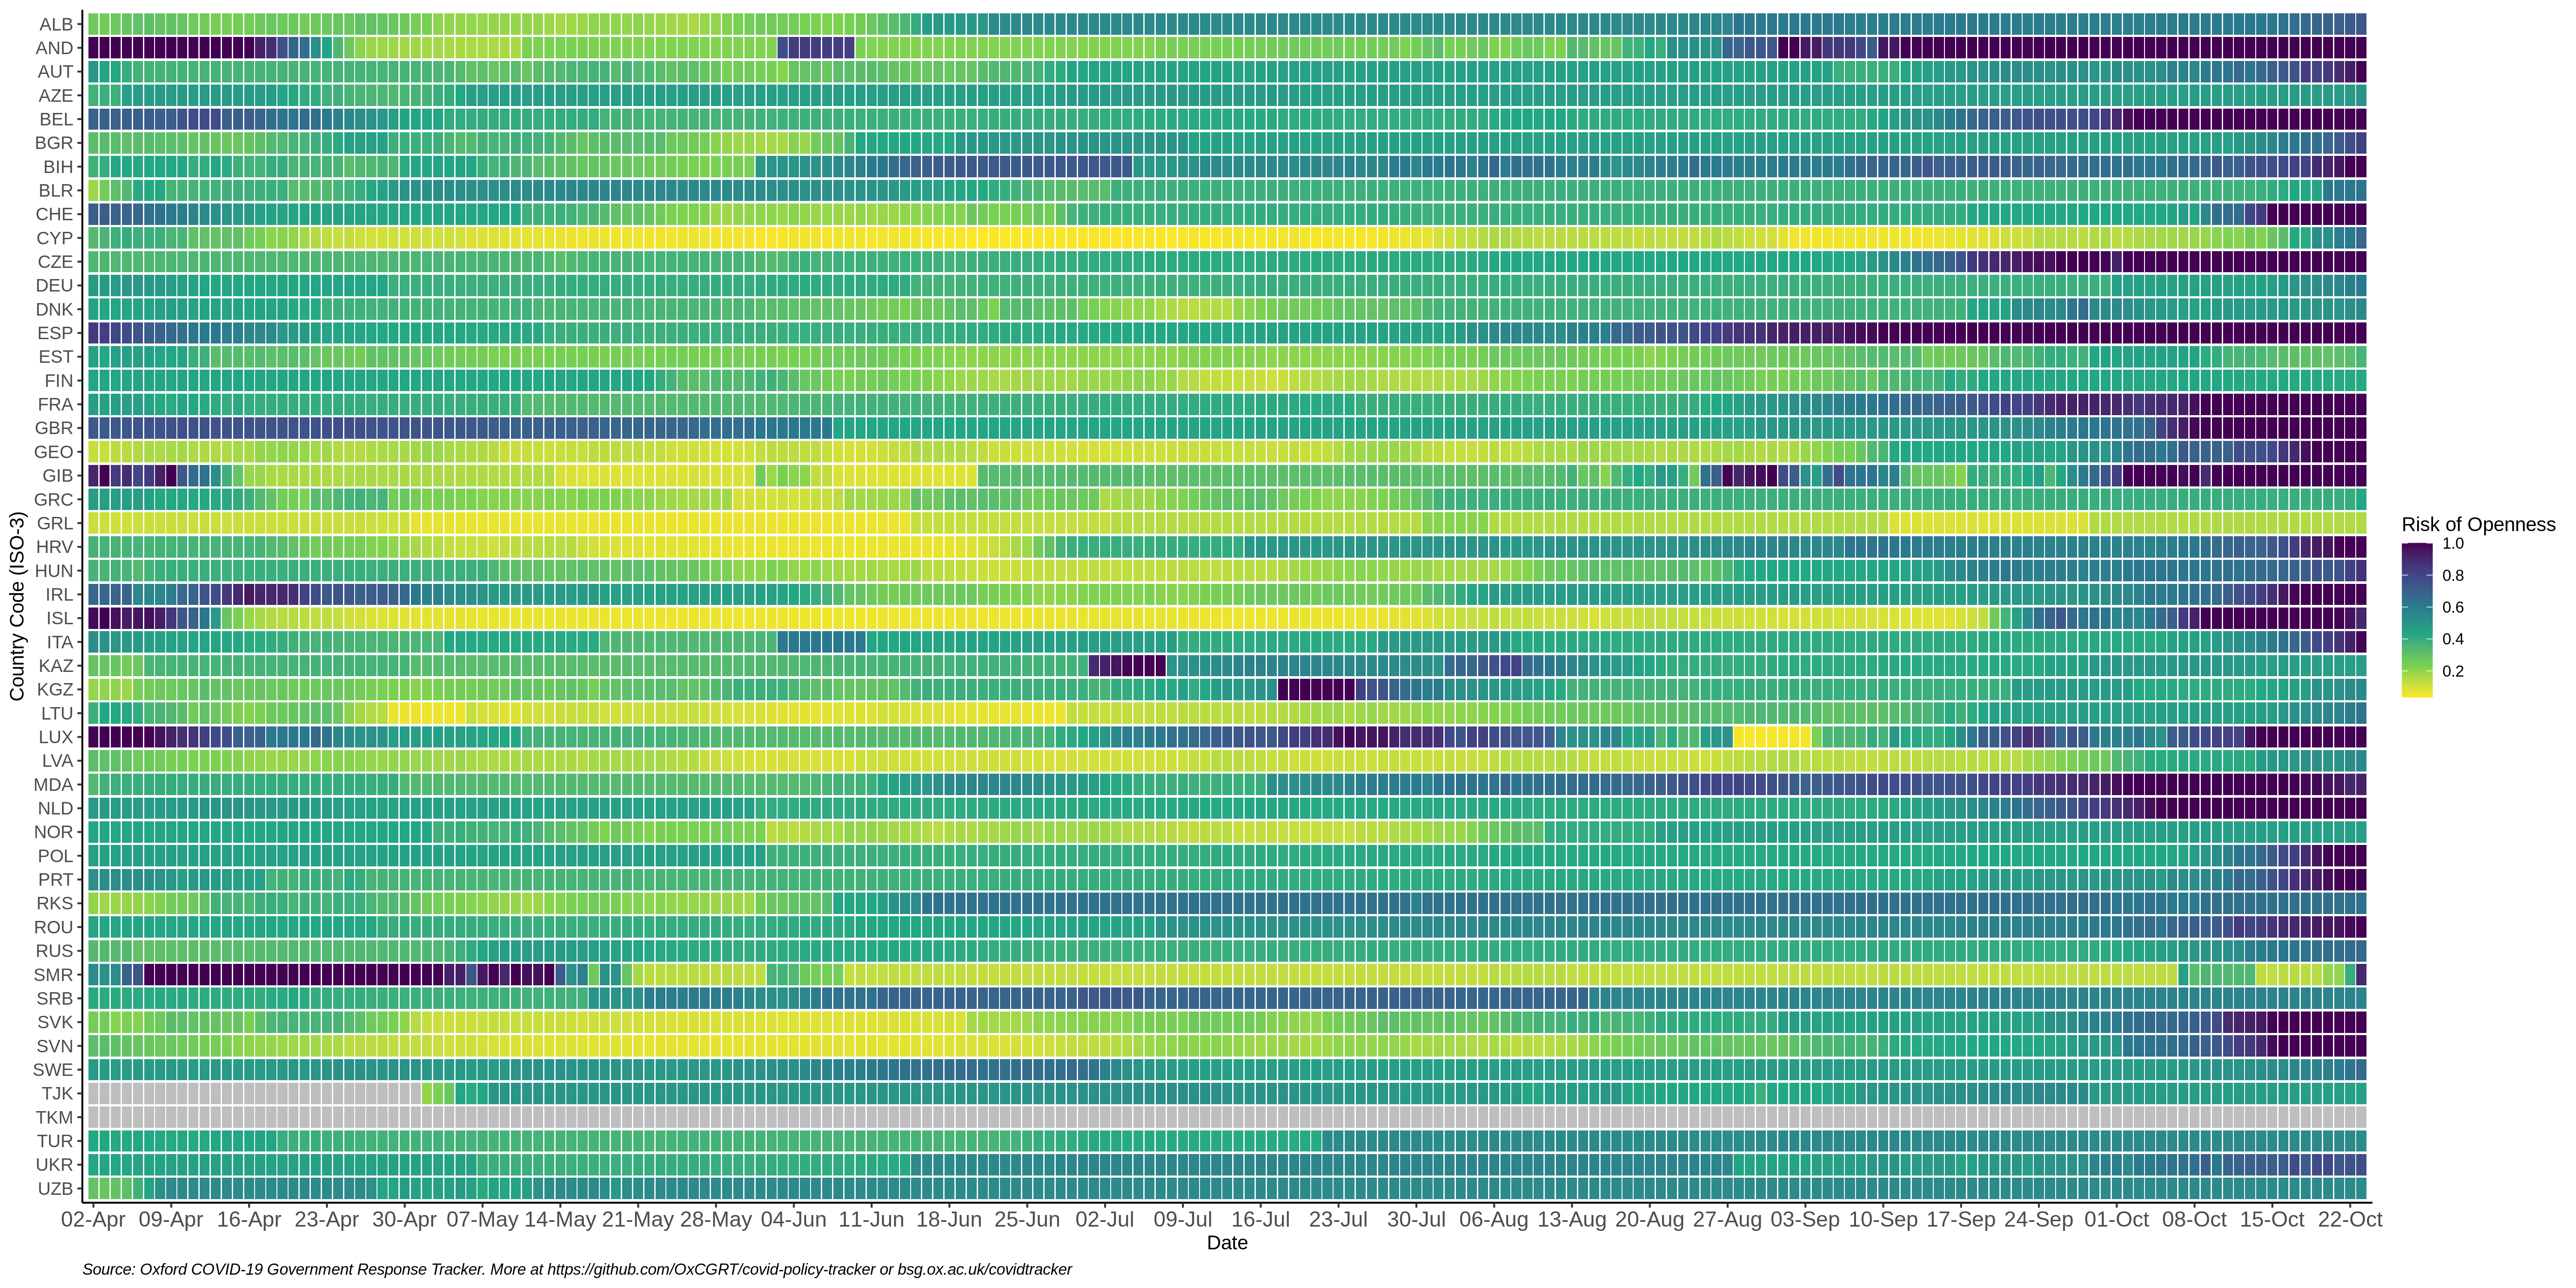 ALB
AND
AUT
AZE
BEL
BGR
BIH
BLR
CHE
CYP
CZE
DEU
DNK
ESP
EST
FIN
FRA
GBR
GEO
GIB
GRC
GRL
HRV
HUN
IRL
ISL
ITA
KAZ
KGZ
LTU
LUX
LVA
MDA
NLD
NOR
POL
PRT
RKS
ROU
RUS
SMR
SRB
SVK
SVN
SWE
TJK
TKM
TUR
UKR
UZB
Country Code (ISO-3)
02-Apr 09-Apr 16-Apr 23-Apr 30-Apr 07-May 14-May 21-May 28-May 04-Jun 11-Jun 18-Jun 25-Jun 02-Jul 09-Jul 16-Jul 23-Jul 30-Jul 06-Aug 13-Aug 20-Aug 27-Aug 03-Sep 10-Sep 17-Sep 24-Sep 01-Oct 08-Oct 15-Oct 22-Oct
Date
Risk of Openness
1.0
0.8
0.6
0.4
0.2
Source: Oxford COVID-19 Government Response Tracker. More at https://github.com/OxCGRT/covid-policy-tracker or bsg.ox.ac.uk/covidtracker